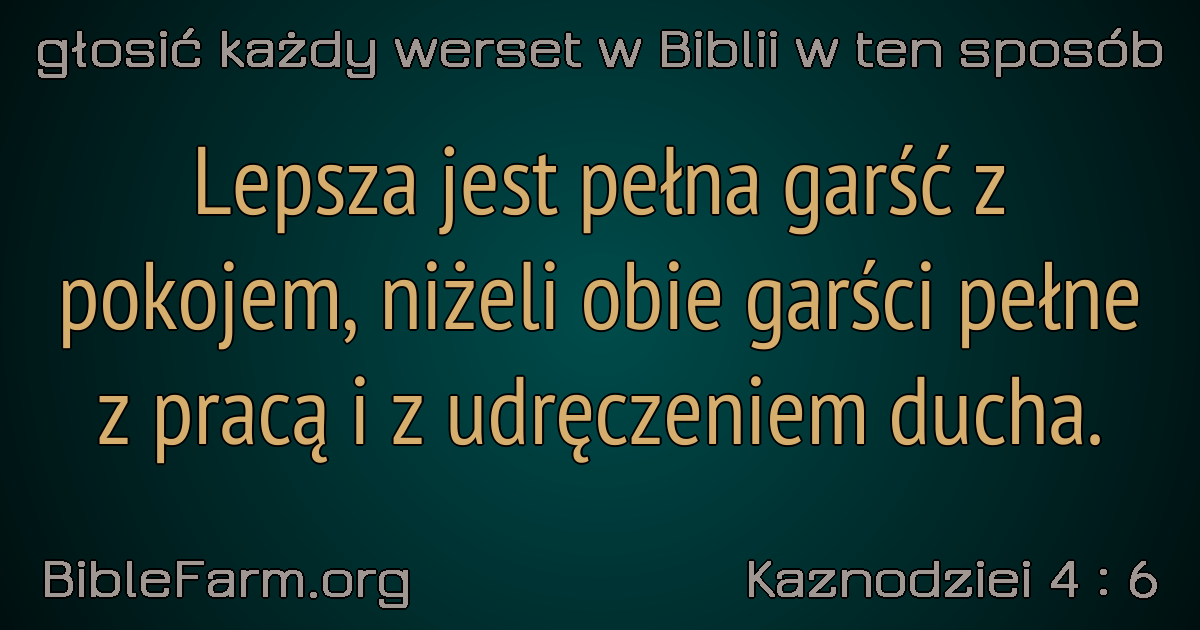 głosić każdy werset w Biblii w ten sposób
Lepsza jest pełna garść z
pokojem, niżeli obie garści pełne
z pracą i z udręczeniem ducha.
BibleFarm.org
Kaznodziei 4 : 6